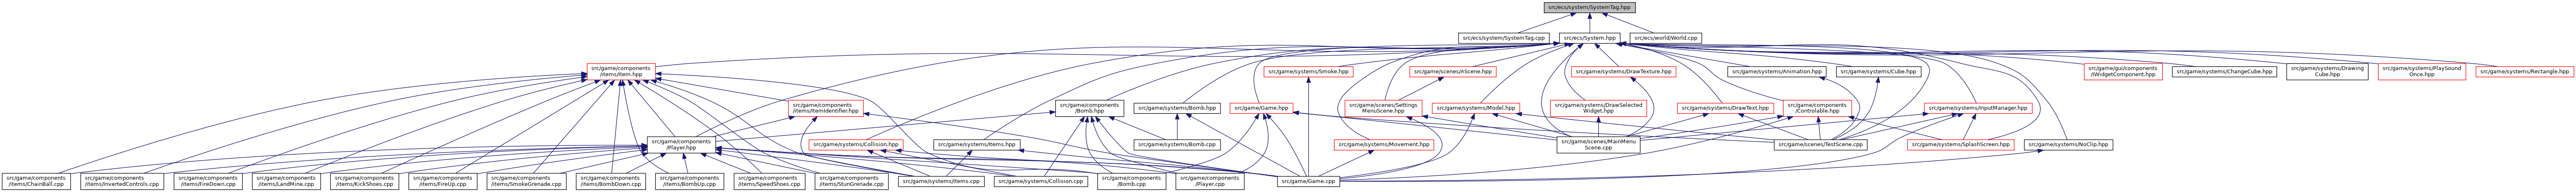 src/ecs/system/SystemTag.hpp
src/ecs/system/SystemTag.cpp
src/ecs/System.hpp
src/ecs/world/World.cpp
src/game/components
/items/Item.hpp
src/game/systems/Smoke.hpp
src/game/scenes/AScene.hpp
src/game/systems/DrawTexture.hpp
src/game/systems/Animation.hpp
src/game/systems/Cube.hpp
src/game/gui/components
/IWidgetComponent.hpp
src/game/systems/ChangeCube.hpp
src/game/systems/Drawing
Cube.hpp
src/game/systems/PlaySound
Once.hpp
src/game/systems/Rectangle.hpp
src/game/components
/items/ItemIdentifier.hpp
src/game/components
/Bomb.hpp
src/game/systems/Bomb.hpp
src/game/Game.hpp
src/game/scenes/Settings
MenuScene.hpp
src/game/systems/Model.hpp
src/game/systems/DrawSelected
Widget.hpp
src/game/systems/DrawText.hpp
src/game/components
/Controlable.hpp
src/game/systems/InputManager.hpp
src/game/components
/Player.hpp
src/game/systems/Collision.hpp
src/game/systems/Items.hpp
src/game/systems/Bomb.cpp
src/game/systems/Movement.hpp
src/game/scenes/MainMenu
Scene.cpp
src/game/scenes/TestScene.cpp
src/game/systems/SplashScreen.hpp
src/game/systems/NoClip.hpp
src/game/components
/items/ChainBall.cpp
src/game/components
/items/InvertedControls.cpp
src/game/components
/items/FireDown.cpp
src/game/components
/items/LandMine.cpp
src/game/components
/items/KickShoes.cpp
src/game/components
/items/FireUp.cpp
src/game/components
/items/SmokeGrenade.cpp
src/game/components
/items/BombDown.cpp
src/game/components
/items/BombUp.cpp
src/game/components
/items/SpeedShoes.cpp
src/game/components
/items/StunGrenade.cpp
src/game/systems/Items.cpp
src/game/systems/Collision.cpp
src/game/components
/Bomb.cpp
src/game/components
/Player.cpp
src/game/Game.cpp